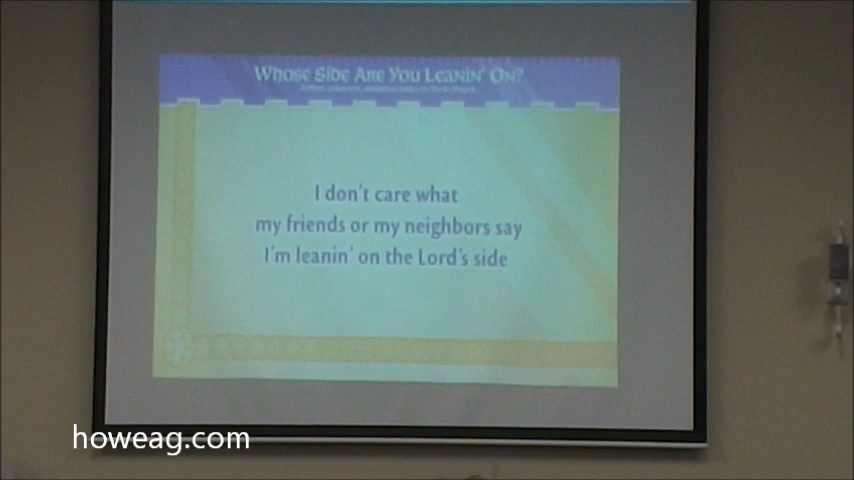 Whose Side Are You Leanin' On?
I don't care what
my friends or my neighbors say
I'm leanin' on the Lord's side
howeag.com